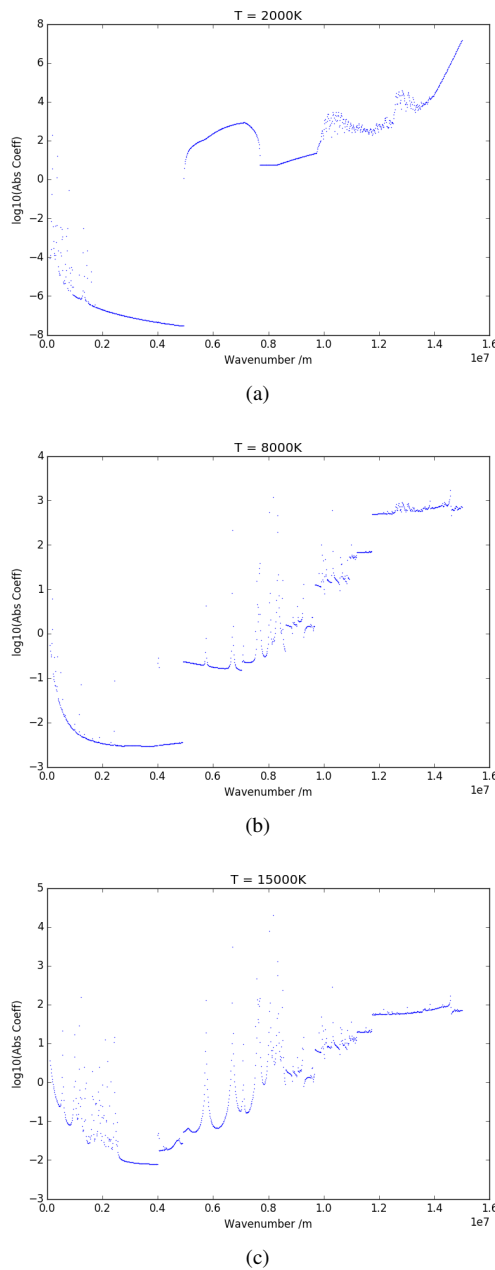 T = 2000K
8
6
4
2
0
−2
−4
−6
−8
log10(Abs Coeff)
0.0 0.2 0.4 0.6 0.8 1.0 1.2 1.4 1.6
1e7
Wavenumber /m
(a)
T = 8000K
4
3
2
1
0
−1
−2
−3
log10(Abs Coeff)
0.0 0.2 0.4 0.6 0.8 1.0 1.2 1.4 1.6
1e7
Wavenumber /m
(b)
T = 15000K
5
4
3
2
1
0
−1
−2
−3
log10(Abs Coeff)
0.0 0.2 0.4 0.6 0.8 1.0 1.2 1.4 1.6
1e7
Wavenumber /m
(c)